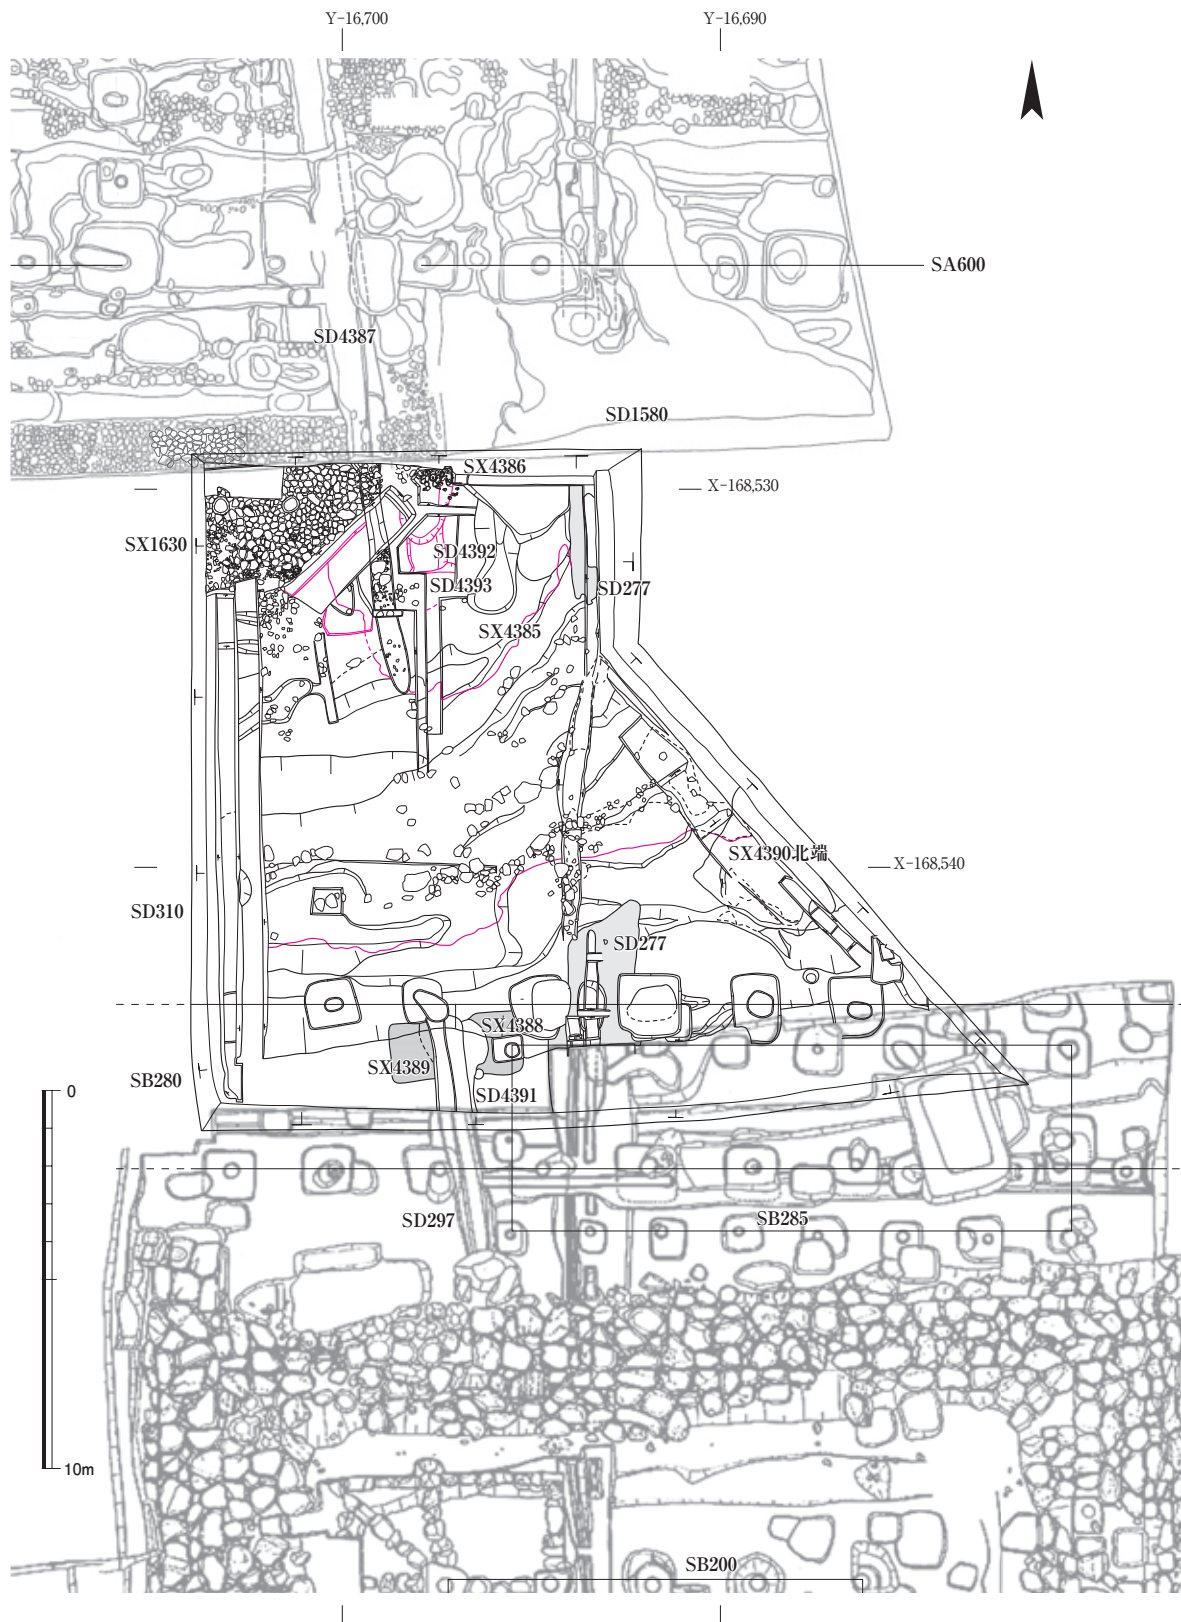 Y-16,700
Y-16,690
SA600
SD4387
SD1580
SX4386
X-168,530
SX1630
SD4392
SD4393
SD277
SX4385
SX4390北端
X-168,540
SD310
SD277
SX4388
SX4389
SB280
SD4391
0
SD297
SB285
10m
SB200